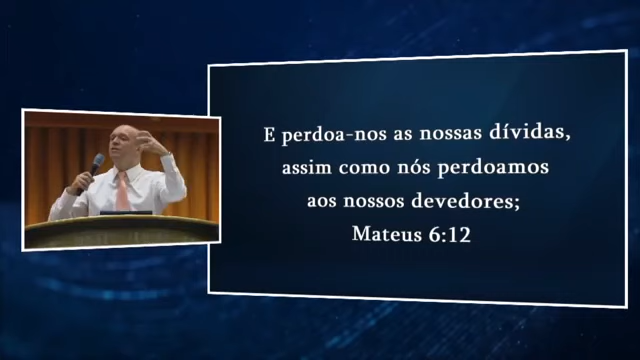 E perdoa-nos as nossas dívidas,
assim como nós perdoamos
aos nossos devedores;
Mateus 6:12